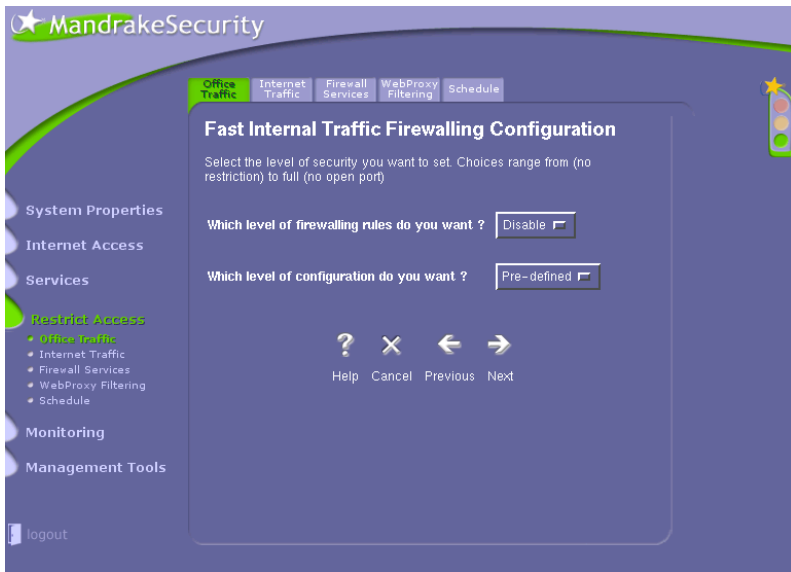 MandrakeSecurity
Office Traffic
Internet Traffic
Firewall Services
WebProxy Filtering
Schedule
Fast Internal Traffic Firewalling Configuration
Select the level of security you want to set. Choices range from (no
restriction) to full (no open port)
Which level of firewalling rules do you want ? Disable
Which level of configuration do you want ? Pre-defined
Help Cancel Previous Next
System Properties
Internet Access
Services
Restrict Access
Office Traffic
Internet Traffic
Firewall Services
WebProxy Filtering
Schedule
Monitoring
Management Tools
logout